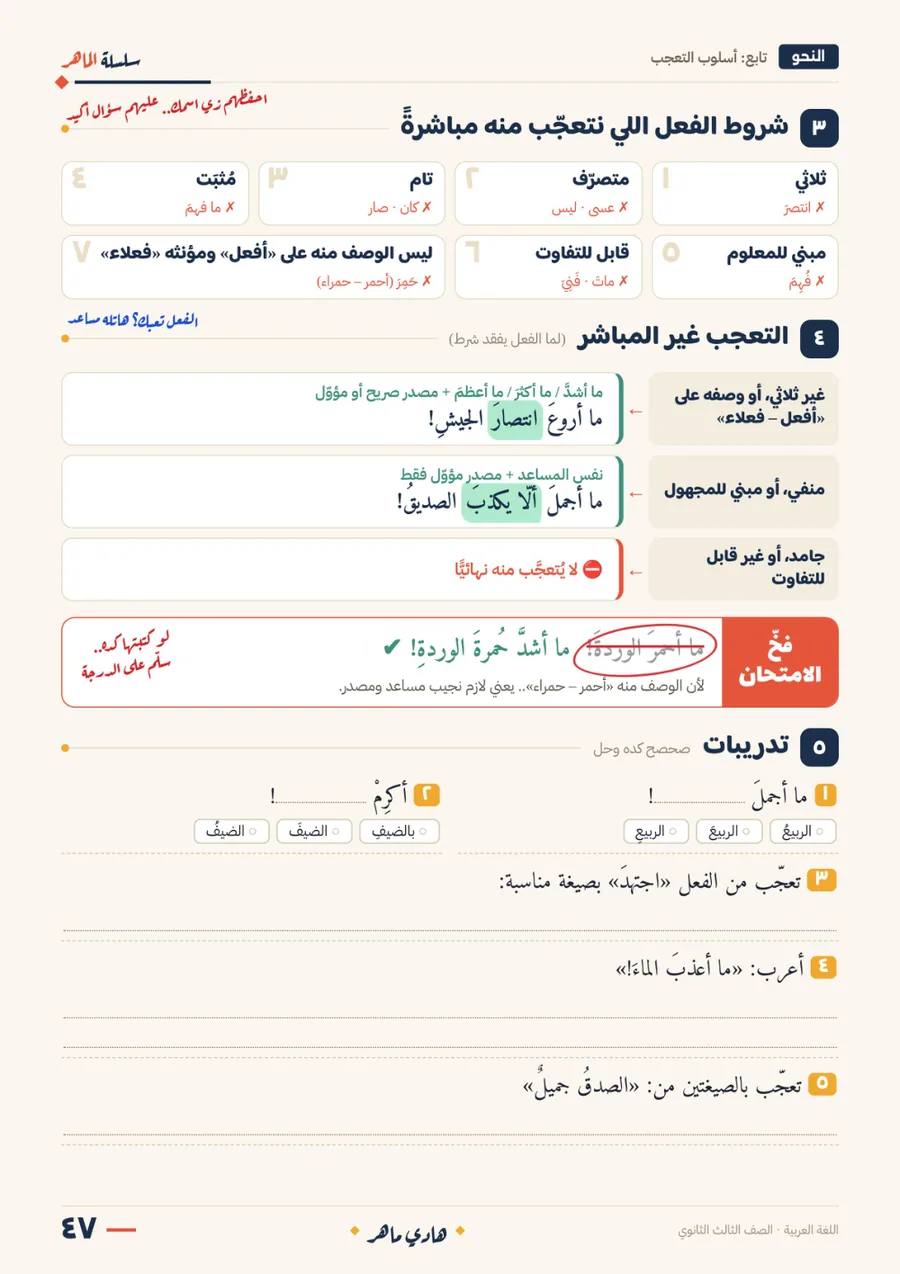 النحو تابع: أسلوب التعجب
سلسلة الماهر
احفظهم زي اسمك.. عليهم سؤال أكيد
٣ شروط الفعل اللي نتعجّب منه مباشرةً
١ ثلاثي
✗ انتصرَ
٢ متصرّف
✗ عسى · ليس
٣ تام
✗ كان · صار
٤ مُثبَت
✗ ما فهمَ
٥ مبني للمعلوم
✗ فُهِمَ
٦ قابل للتفاوت
✗ ماتَ · فَنِيَ
٧ ليس الوصف منه على «أفعل» ومؤنثه «فعلاء»
✗ حَمِرَ (أحمر – حمراء)
الفعل تعبك؟ هاتله مساعد
٤ التعجب غير المباشر (لما الفعل يفقد شرط)
غير ثلاثي، أو وصفه على
«أفعل – فعلاء»
←
ما أشدَّ / ما أكثرَ / ما أعظمَ + مصدر صريح أو مؤوّل
ما أروعَ انتصارَ الجيشِ!
منفي، أو مبني للمجهول
←
نفس المساعد + مصدر مؤوّل فقط
ما أجملَ ألّا يكذبَ الصديقُ!
جامد، أو غير قابل
للتفاوت
←
⛔ لا يُتعجَّب منه نهائيًّا
فخّ
الامتحان
ما أحمرَ الوردةَ! ما أشدَّ حُمرةَ الوردةِ! ✔
لأن الوصف منه «أحمر – حمراء».. يعني لازم نجيب مساعد ومصدر.
لو كتبتها كده..
سلّم على الدرجة
٥ تدريبات صحصح كده وحل
١ ما أجملَ ....................!
○ الربيعُ ○ الربيعَ ○ الربيعِ
٢ أكرِمْ ....................!
○ بالضيفِ ○ الضيفَ ○ الضيفُ
٣ تعجّب من الفعل «اجتهدَ» بصيغة مناسبة:
٤ أعرب: «ما أعذبَ الماءَ!»
٥ تعجّب بالصيغتين من: «الصدقُ جميلٌ»
اللغة العربية · الصف الثالث الثانوي
هادي ماهر
٤٧